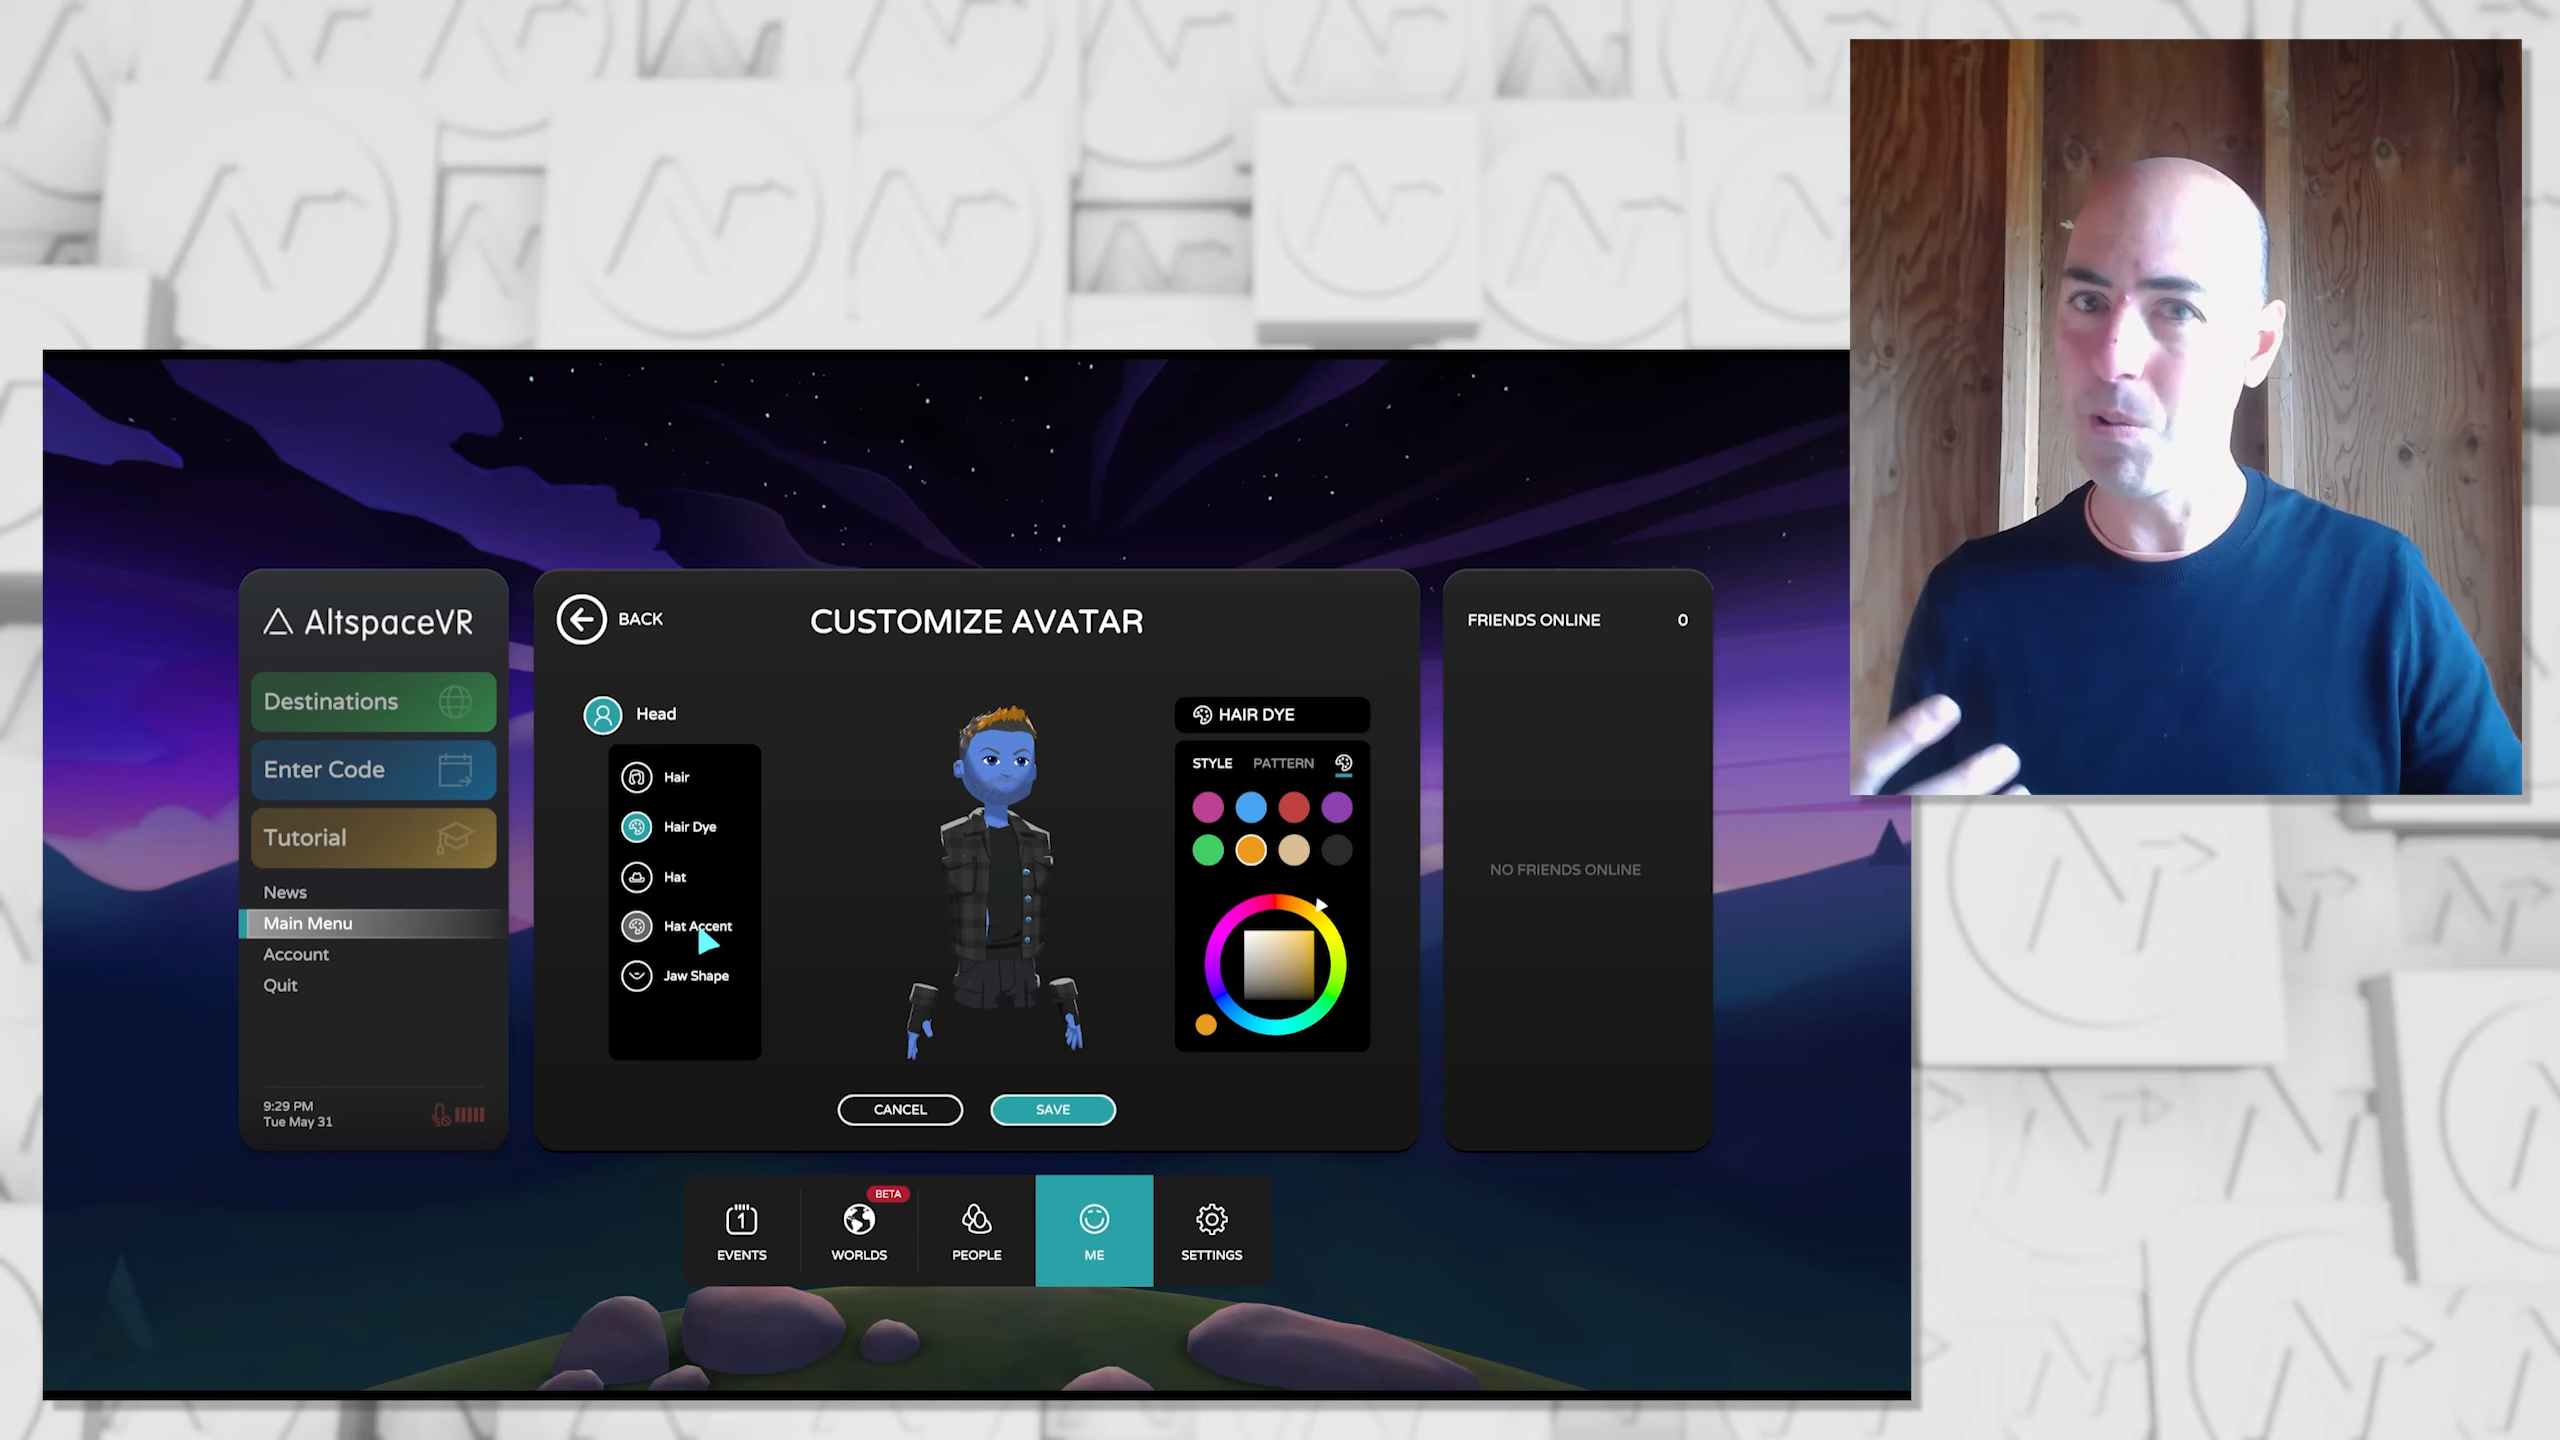 AltspaceVR
Destinations
Enter Code
Tutorial
News
Main Menu
Account
Quit
9:29 PM
Tue May 31
BACK
CUSTOMIZE AVATAR
Head
Hair
Hair Dye
Hat
Hat Accent
Jaw Shape
HAIR DYE
STYLE PATTERN
CANCEL
SAVE
FRIENDS ONLINE 0
NO FRIENDS ONLINE
1
EVENTS
BETA
WORLDS
PEOPLE
ME
SETTINGS